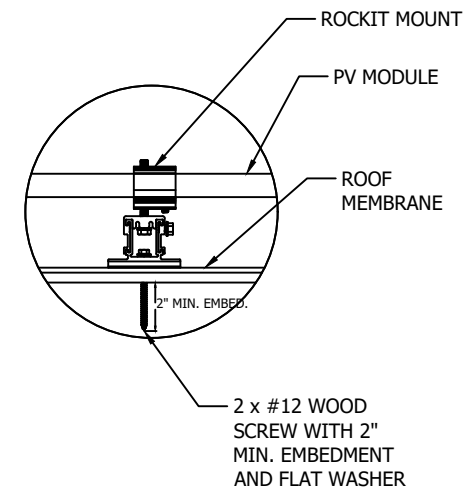 ROCKIT MOUNT
PV MODULE
ROOF
MEMBRANE
2" MIN. EMBED.
2 x #12 WOOD
SCREW WITH 2"
MIN. EMBEDMENT
AND FLAT WASHER